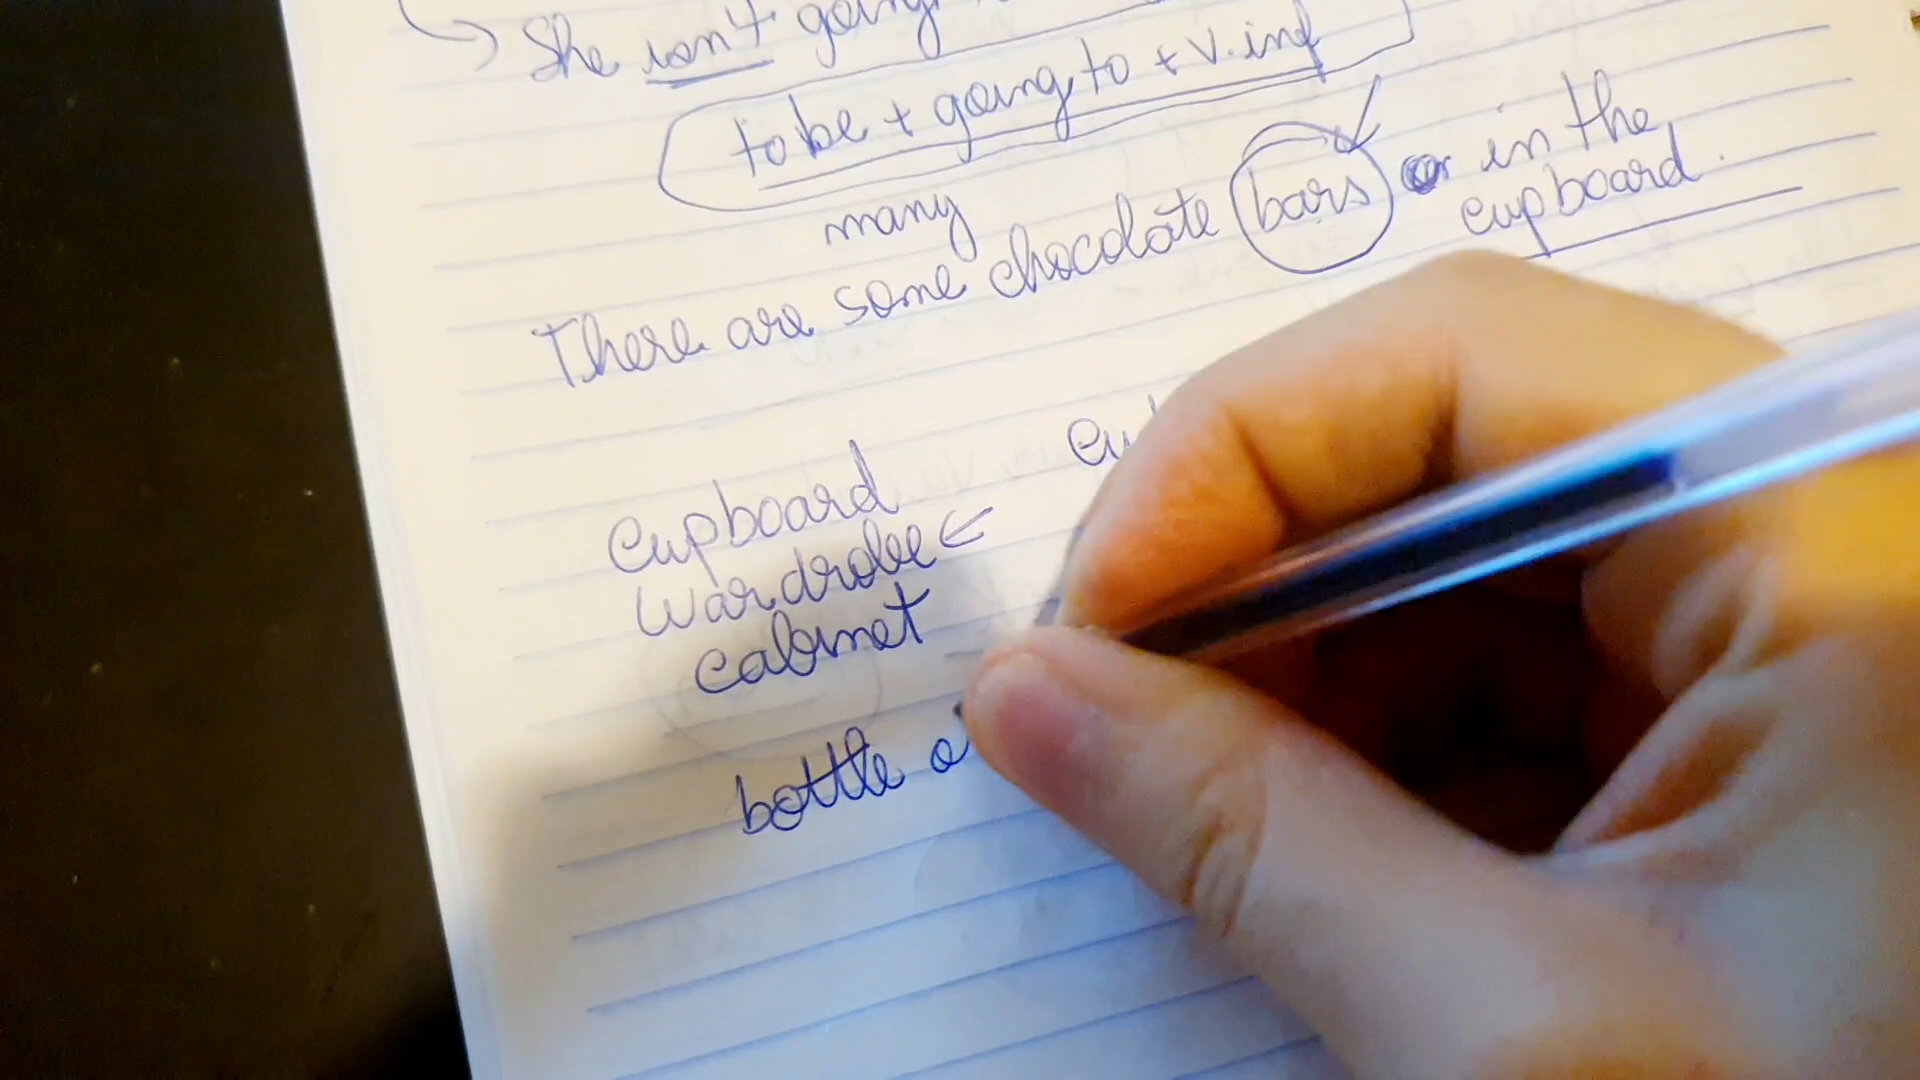 She isn't going
to be + going to + v. inf
many
There are some chocolate bars or in the
cupboard.
cupboard
wardrobe
cabinet
bottle o